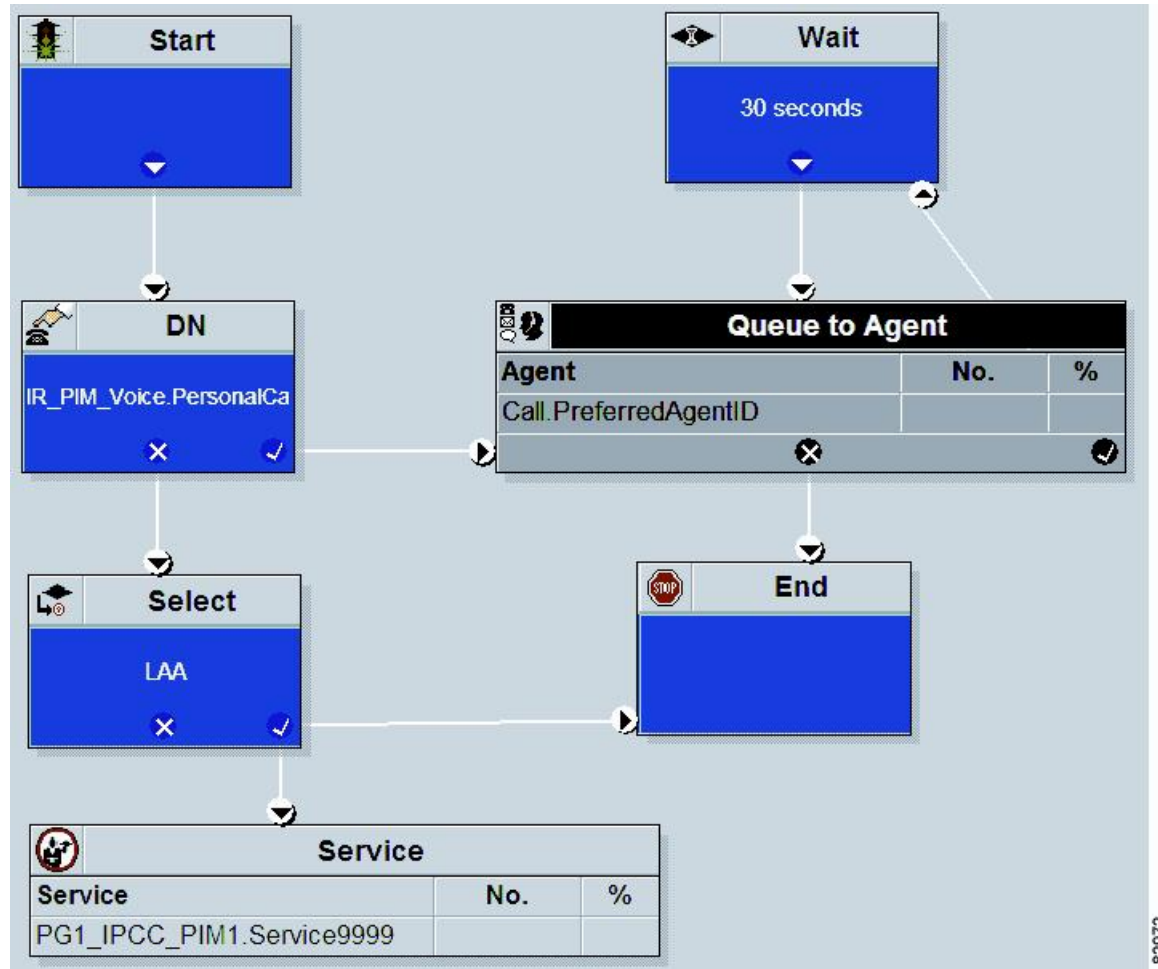 Start
Wait
30 seconds
DN
IR_PIM_Voice.PersonalCa
Queue to Agent
Agent No. %
Call.PreferredAgentID
Select
LAA
End
STOP
Service
Service No. %
PG1_IPCC_PIM1.Service9999